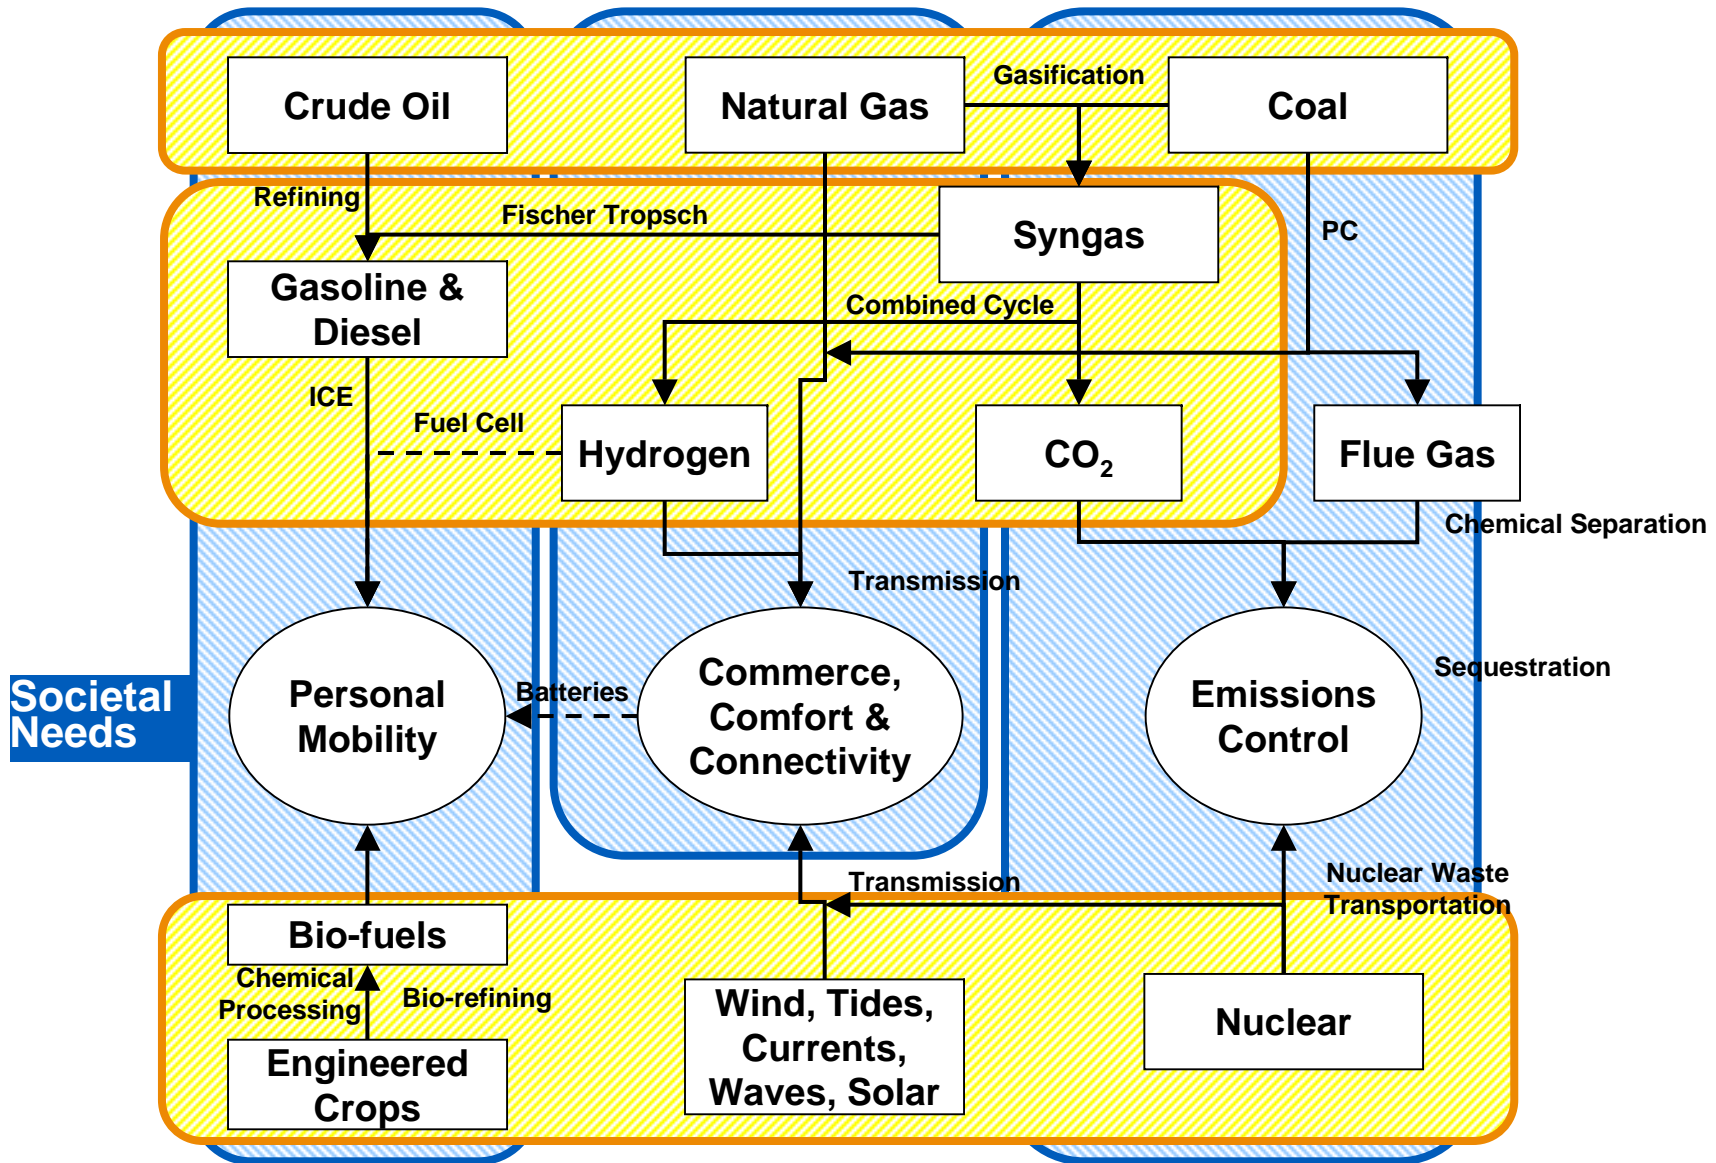 Crude Oil
Natural Gas
Gasification
Coal
Refining
Fischer Tropsch
Syngas
PC
Gasoline &
Diesel
Combined Cycle
ICE
Fuel Cell
Hydrogen
CO₂
Flue Gas
Chemical Separation
Transmission
Societal
Needs
Personal
Mobility
Batteries
Commerce,
Comfort &
Connectivity
Emissions
Control
Sequestration
Transmission
Nuclear Waste
Transportation
Bio-fuels
Chemical
Processing
Bio-refining
Engineered
Crops
Wind, Tides,
Currents,
Waves, Solar
Nuclear